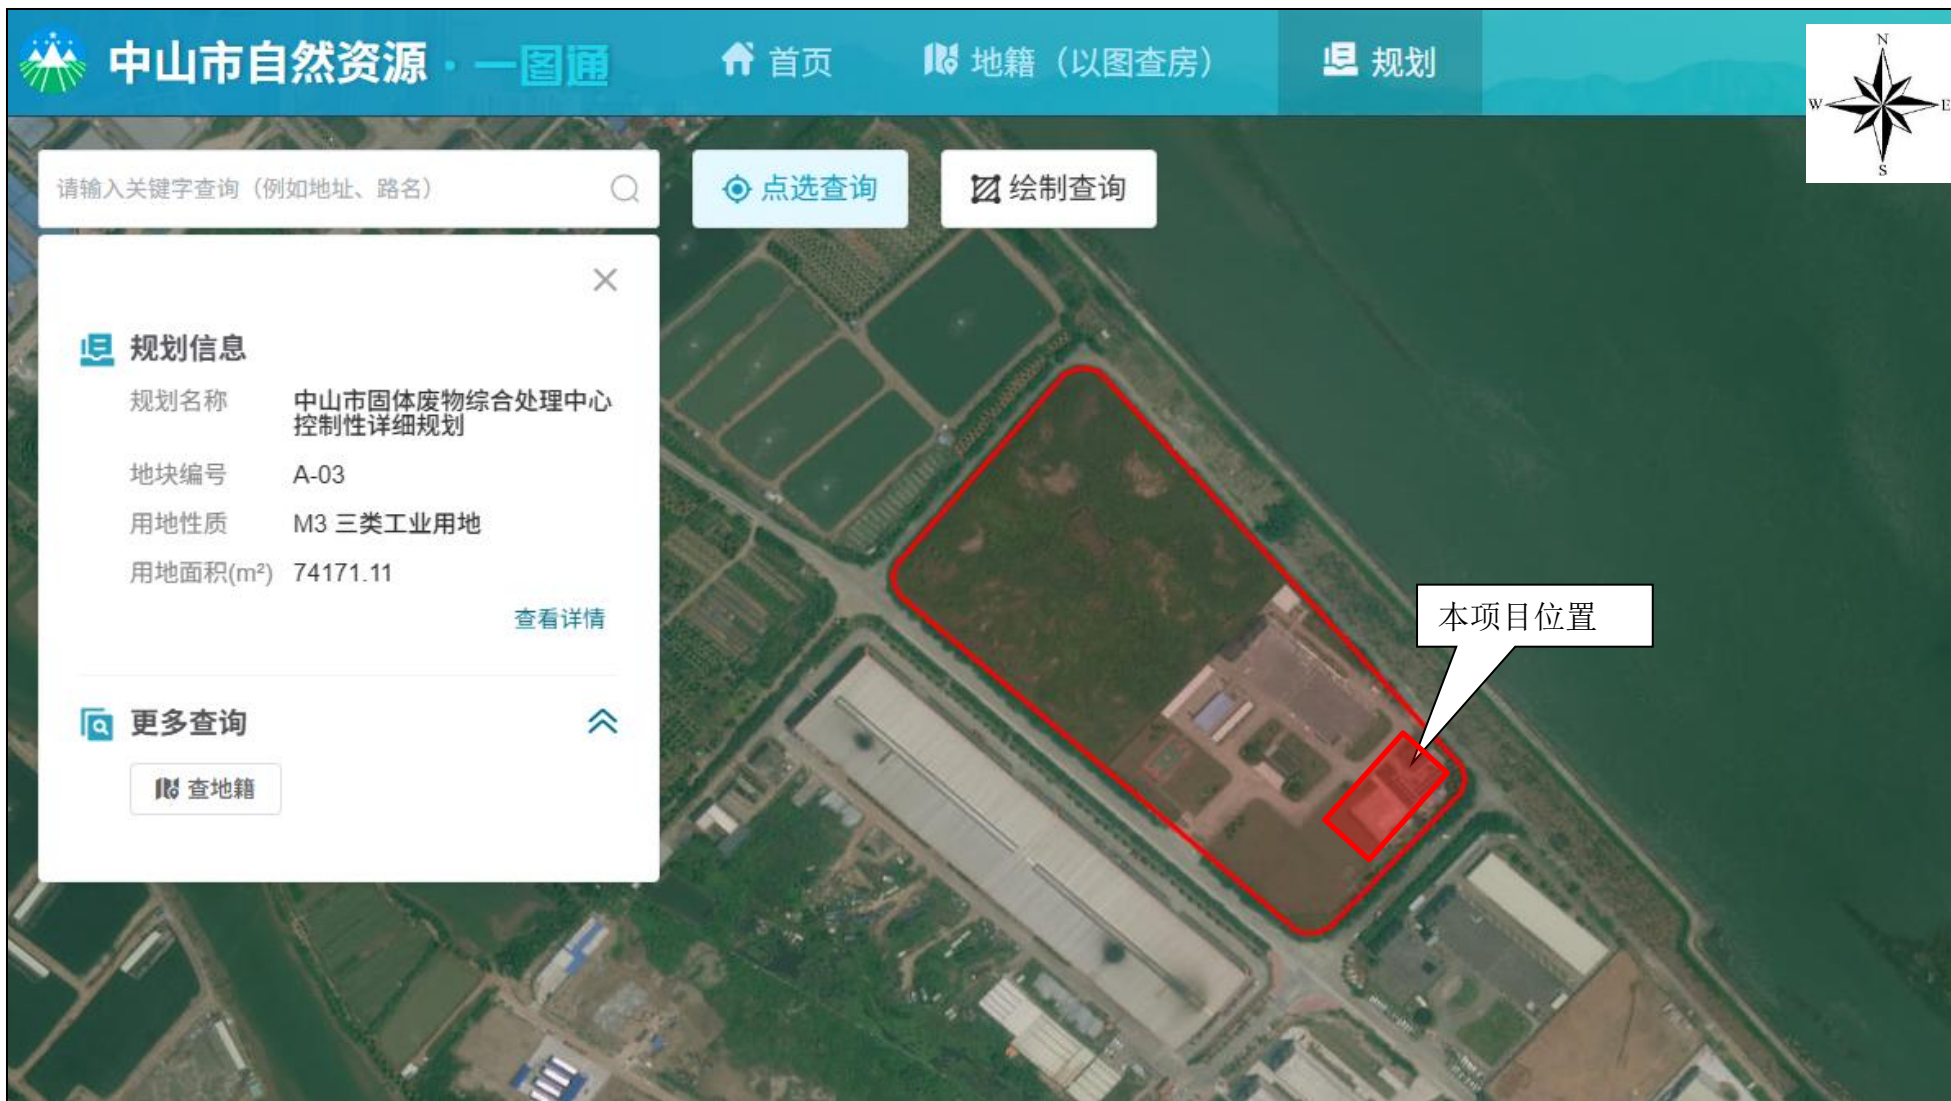 中山市自然资源·一图通
首页
地籍（以图查房）
规划
N
W
E
S
请输入关键字查询（例如地址、路名）
点选查询
绘制查询
规划信息
规划名称
中山市固体废物综合处理中心
控制性详细规划
地块编号
A-03
用地性质
M3 三类工业用地
用地面积(m²)
74171.11
查看详情
更多查询
查地籍
本项目位置